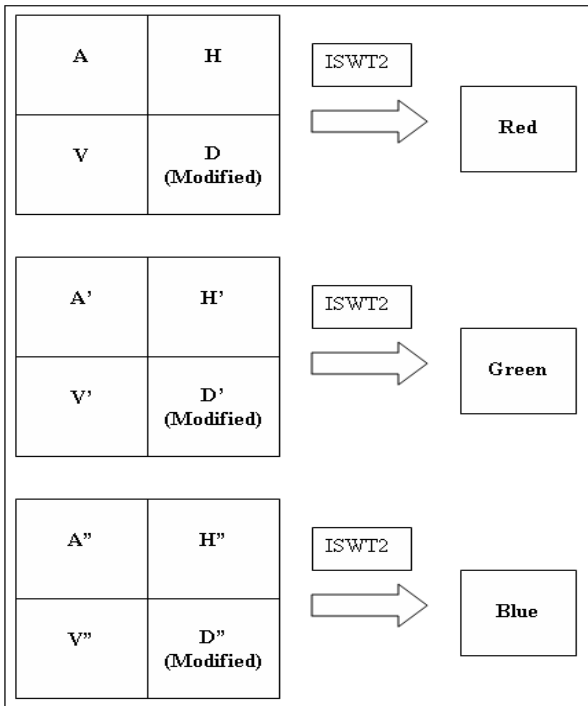 A H
ISWT2
Red
V D
(Modified)
A’ H’
ISWT2
Green
V’ D’
(Modified)
A” H”
ISWT2
Blue
V” D”
(Modified)